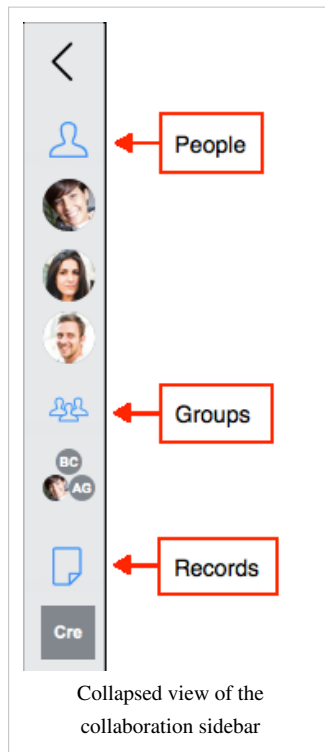 People
Groups
BC
AG
Records
Cre
Collapsed view of the
collaboration sidebar